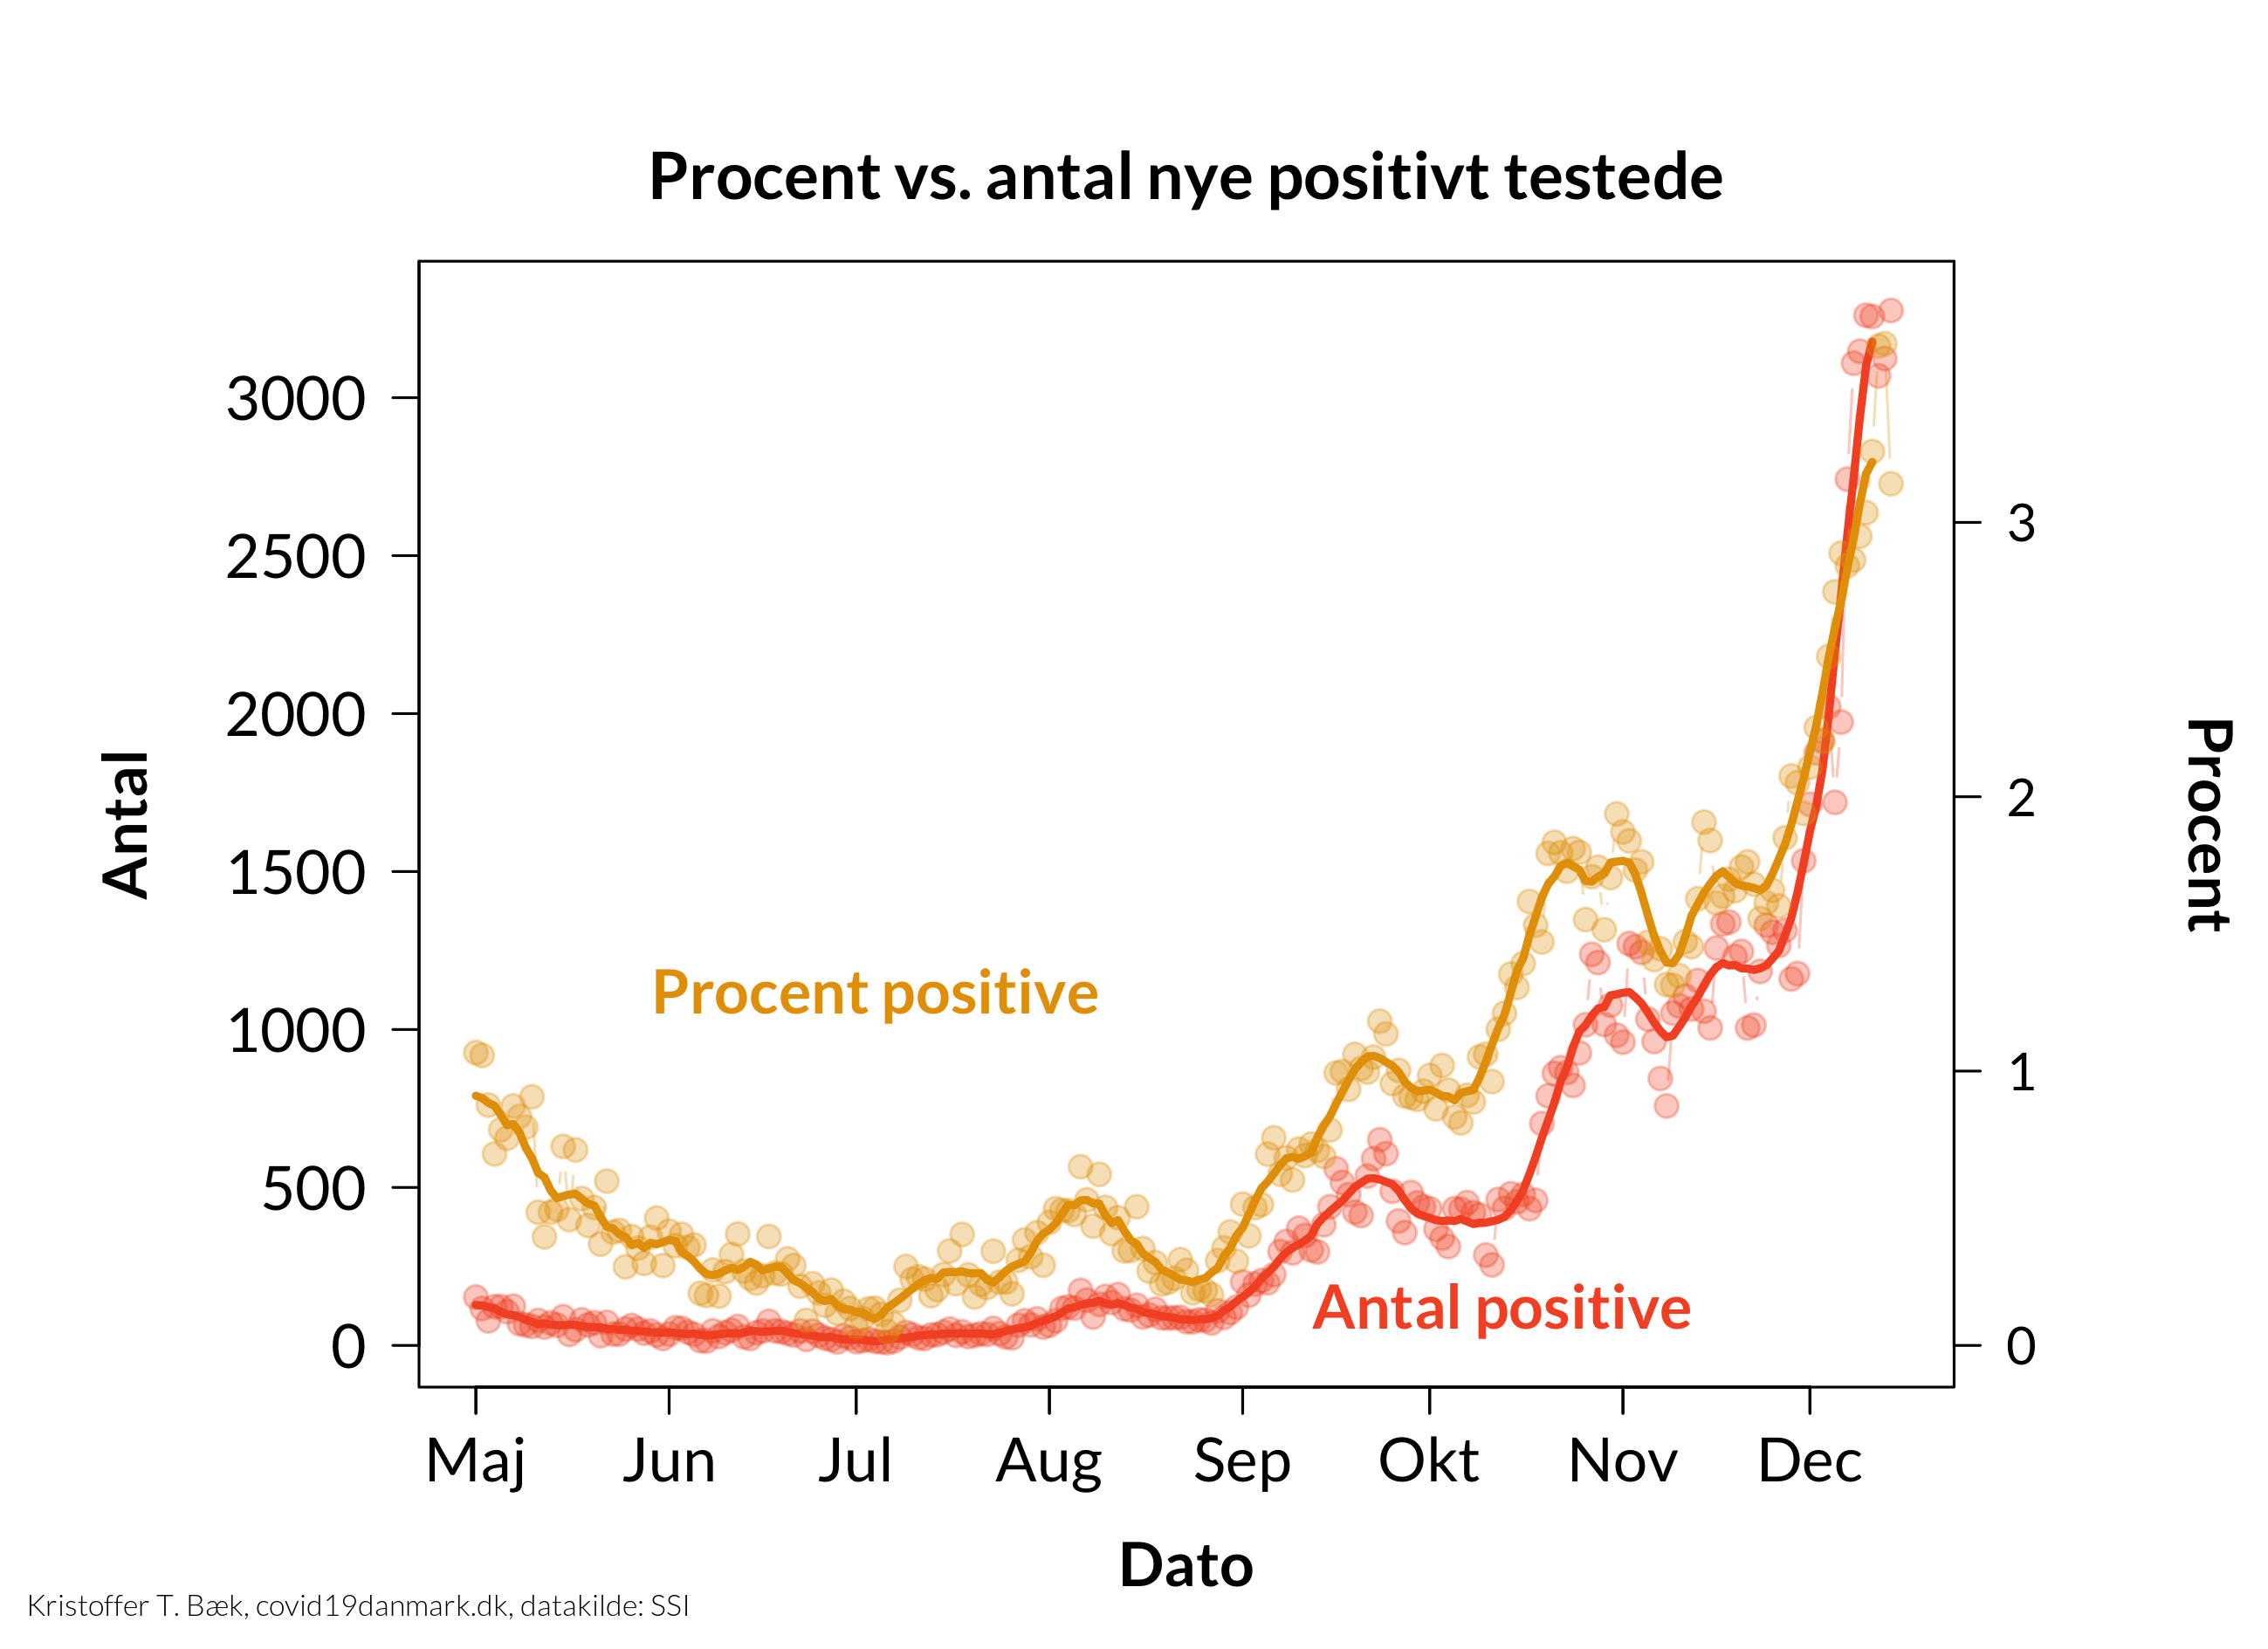 Procent vs. antal nye positivt testede
Antal
3000
2500
2000
1500
1000
500
0
Procent
3
2
1
0
Procent positive
Antal positive
Maj Jun Jul Aug Sep Okt Nov Dec
Dato
Kristoffer T. Bæk, covid19danmark.dk, datakilde: SSI